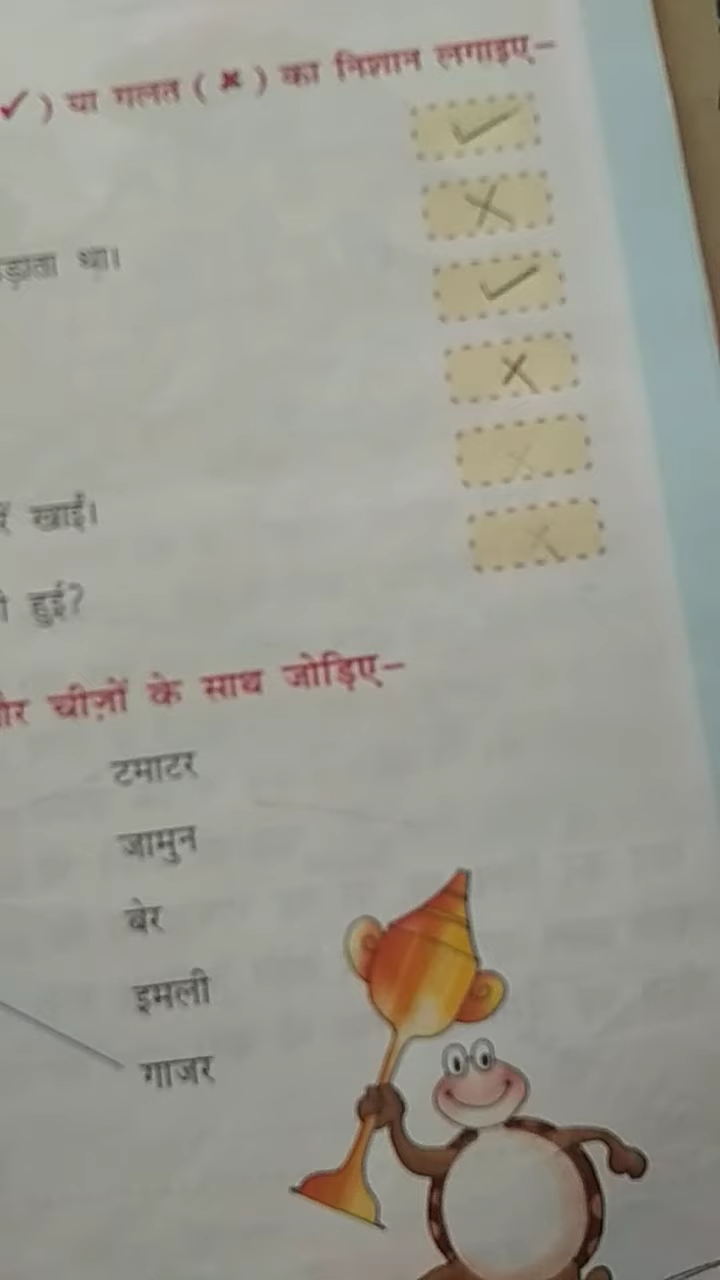 ✓ ) या गलत ( ✗ ) का निशान लगाइए–
✓
✗
था।
✓
✗
✗
खाईं।
✗
हुई?
चीज़ों के साथ जोड़िए–
टमाटर
जामुन
बेर
इमली
गाजर